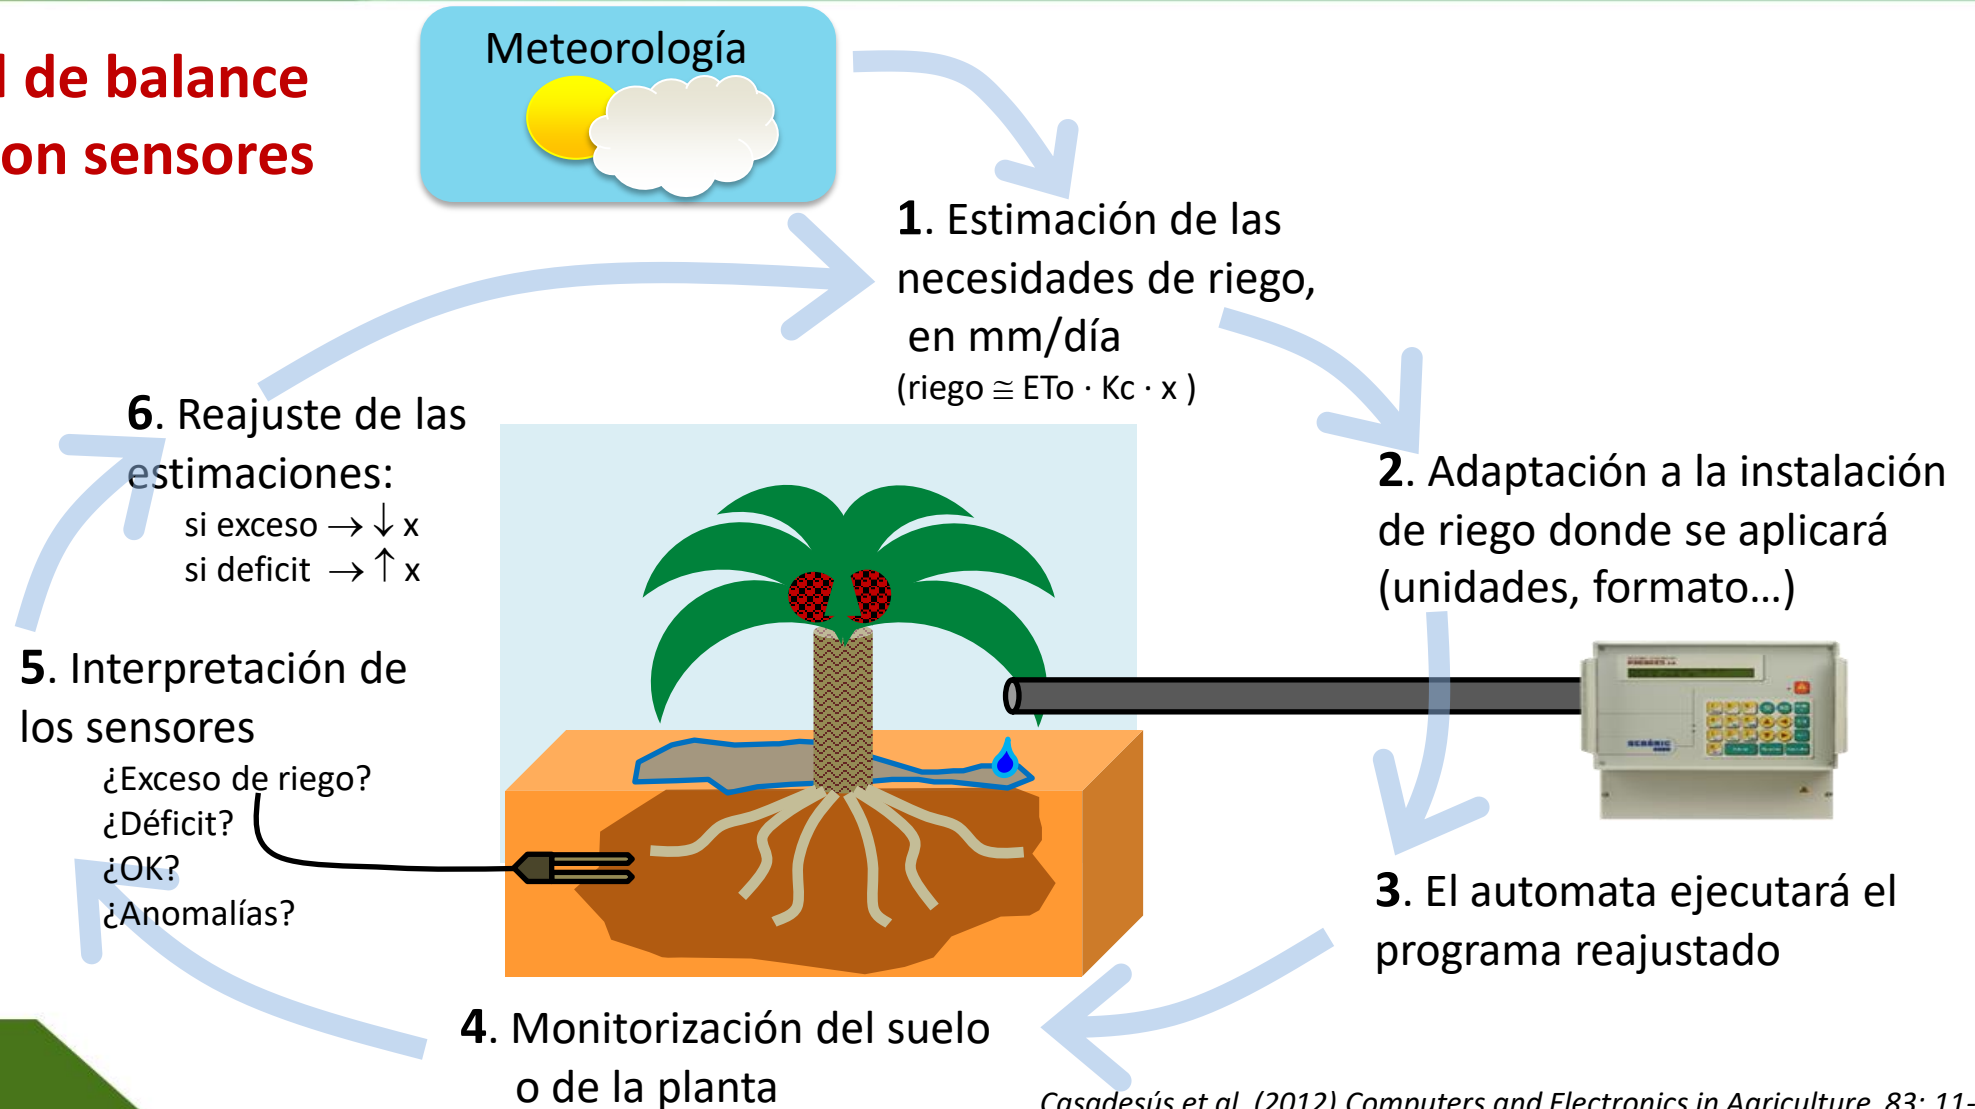 de balance
on sensores
Meteorología
1. Estimación de las
necesidades de riego,
en mm/día
(riego ≅ ETo · Kc · x )
2. Adaptación a la instalación
de riego donde se aplicará
(unidades, formato…)
3. El automata ejecutará el
programa reajustado
4. Monitorización del suelo
o de la planta
5. Interpretación de
los sensores
¿Exceso de riego?
¿Déficit?
¿OK?
¿Anomalías?
6. Reajuste de las
estimaciones:
si exceso → ↓ x
si deficit → ↑ x
Casadesús et al. (2012) Computers and Electronics in Agriculture. 83: 11-